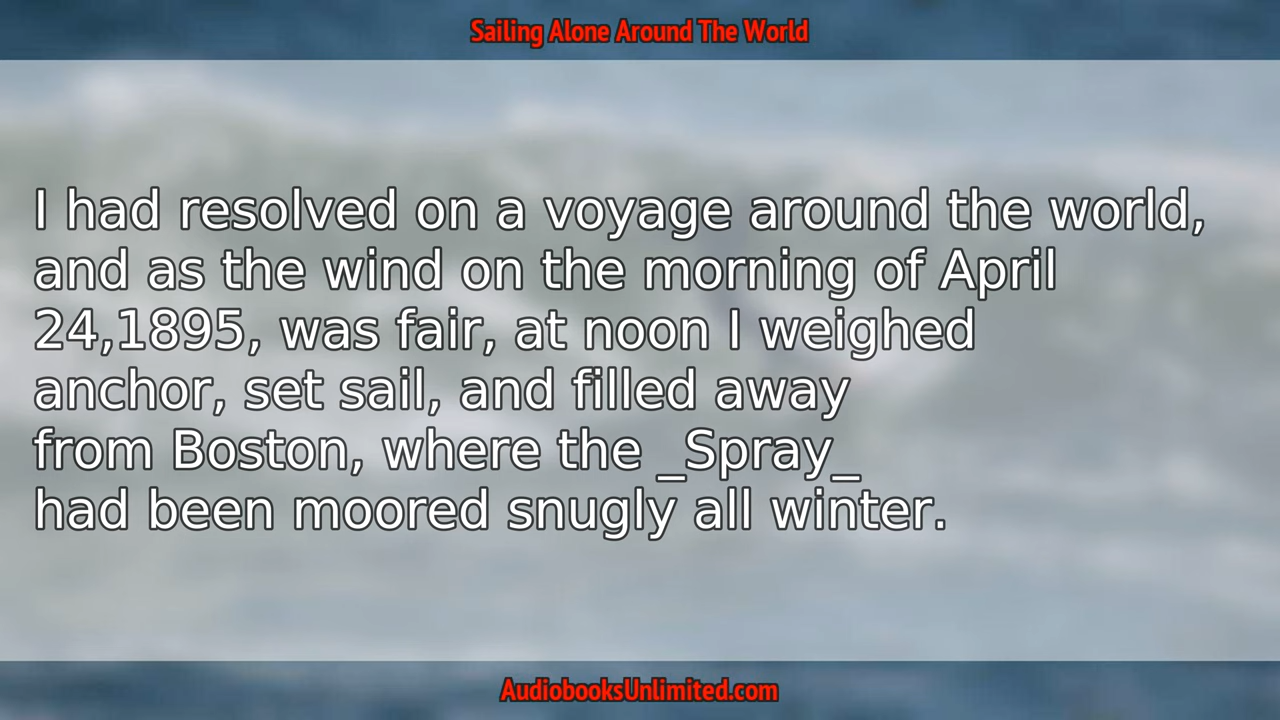 Sailing Alone Around The World
I had resolved on a voyage around the world,
and as the wind on the morning of April
24,1895, was fair, at noon I weighed
anchor, set sail, and filled away
from Boston, where the _Spray_
had been moored snugly all winter.
AudiobooksUnlimited.com